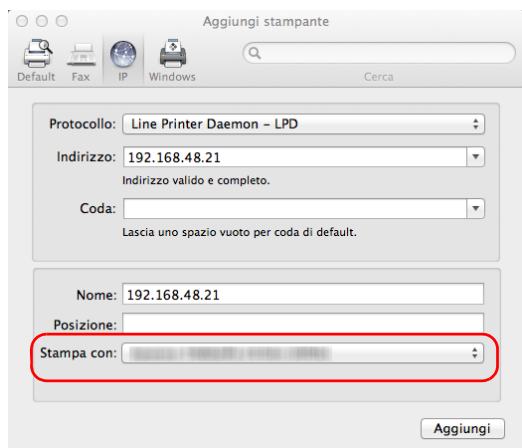 Aggiungi stampante
Default Fax IP Windows Cerca
Protocollo: Line Printer Daemon – LPD
Indirizzo: 192.168.48.21
Indirizzo valido e completo.
Coda:
Lascia uno spazio vuoto per coda di default.
Nome: 192.168.48.21
Posizione:
Stampa con:
Aggiungi